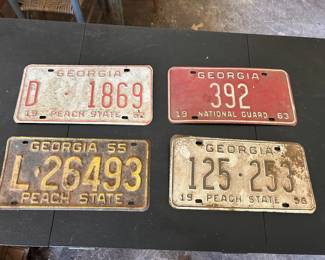 GEORGIA
D · 1869
19 PEACH STATE
GEORGIA
392
19 NATIONAL GUARD 63
GEORGIA 55
L·26493
PEACH STATE
GEORGIA
125·253
19 PEACH STATE 56